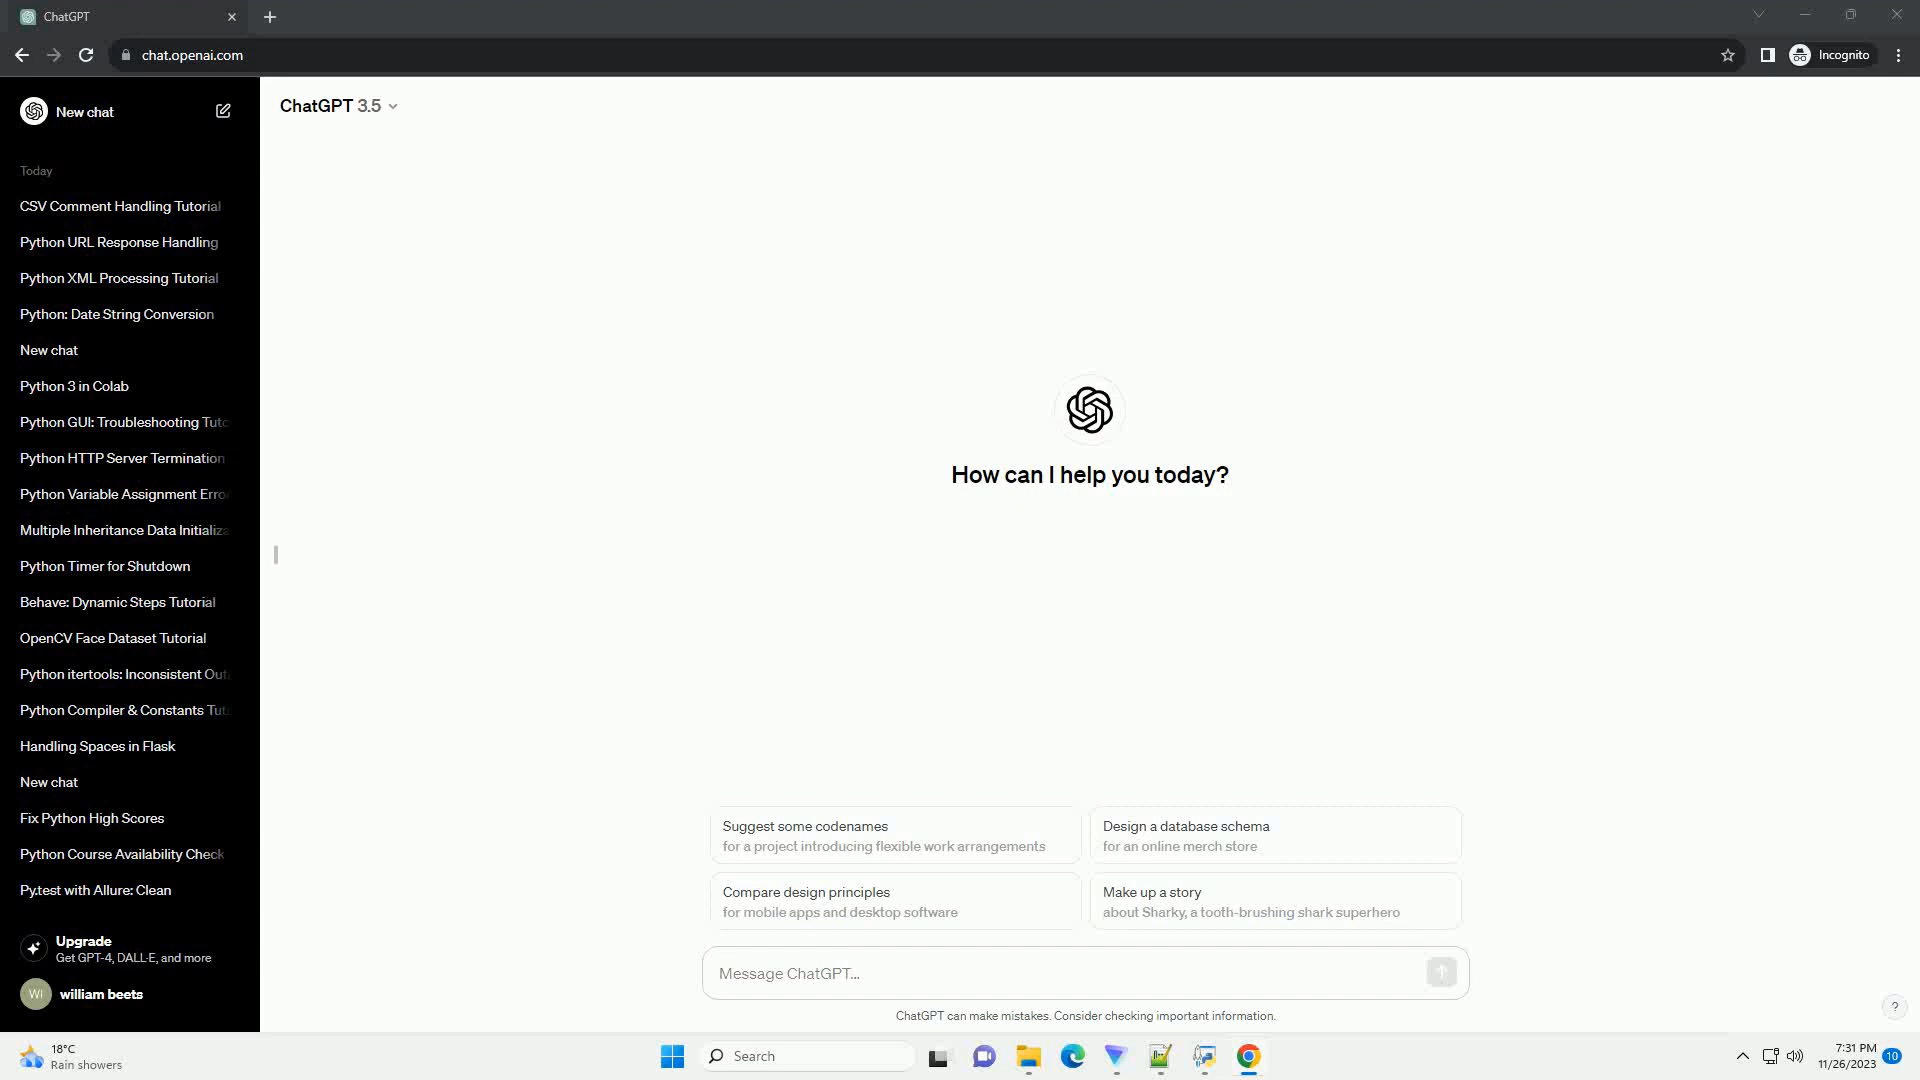 ChatGPT
chat.openai.com
Incognito
New chat
ChatGPT 3.5
Today
CSV Comment Handling Tutorial
Python URL Response Handling
Python XML Processing Tutorial
Python: Date String Conversion
New chat
Python 3 in Colab
Python GUI: Troubleshooting Tuto
Python HTTP Server Termination
Python Variable Assignment Erro
Multiple Inheritance Data Initializa
Python Timer for Shutdown
Behave: Dynamic Steps Tutorial
OpenCV Face Dataset Tutorial
Python itertools: Inconsistent Out
Python Compiler & Constants Tut
Handling Spaces in Flask
New chat
Fix Python High Scores
Python Course Availability Check
Py.test with Allure: Clean
Upgrade
Get GPT-4, DALL·E, and more
WI
william beets
How can I help you today?
Suggest some codenames
for a project introducing flexible work arrangements
Design a database schema
for an online merch store
Compare design principles
for mobile apps and desktop software
Make up a story
about Sharky, a tooth-brushing shark superhero
Message ChatGPT...
ChatGPT can make mistakes. Consider checking important information.
?
18°C
Rain showers
Search
7:31 PM
11/26/2023
10